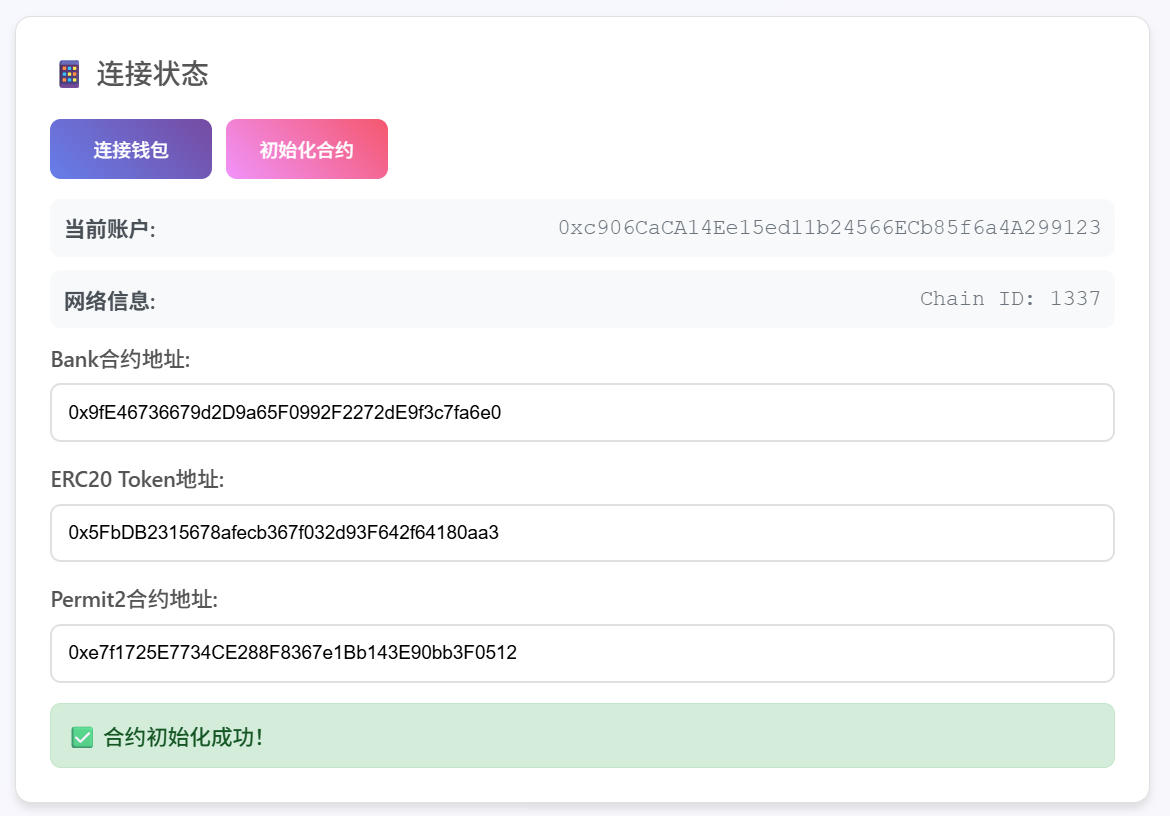 连接状态
连接钱包
初始化合约
当前账户:
0xc906CaCA14Ee15ed11b24566ECb85f6a4A299123
网络信息:
Chain ID: 1337
Bank合约地址:
0x9fE46736679d2D9a65F0992F2272dE9f3c7fa6e0
ERC20 Token地址:
0x5FbDB2315678afecb367f032d93F642f64180aa3
Permit2合约地址:
0xe7f1725E7734CE288F8367e1Bb143E90bb3F0512
合约初始化成功！